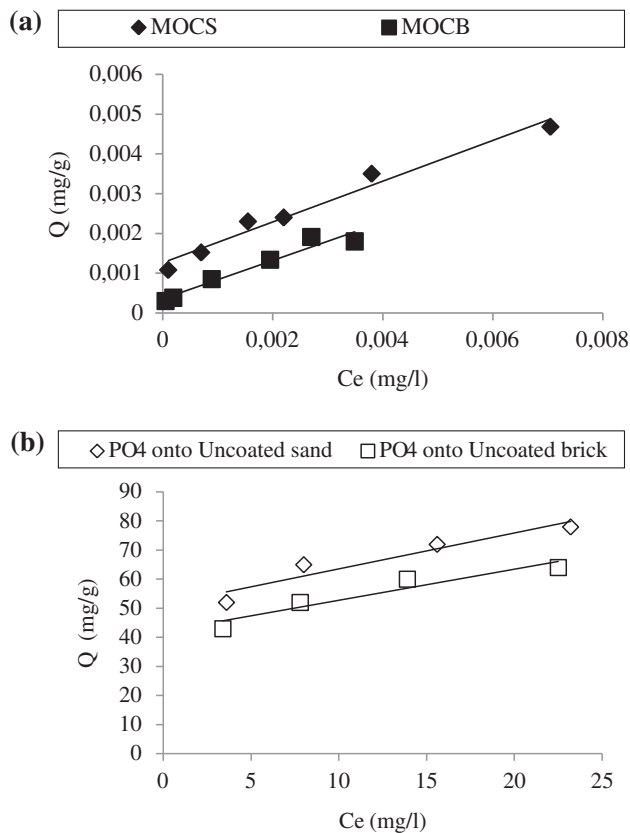 (a)
MOCS MOCB
0,006
0,005
0,004
0,003
0,002
0,001
0
Q (mg/g)
0 0,002 0,004 0,006 0,008
Ce (mg/l)
(b)
PO4 onto Uncoated sand PO4 onto Uncoated brick
90
80
70
60
50
40
30
20
10
0
Q (mg/g)
0 5 10 15 20 25
Ce (mg/l)